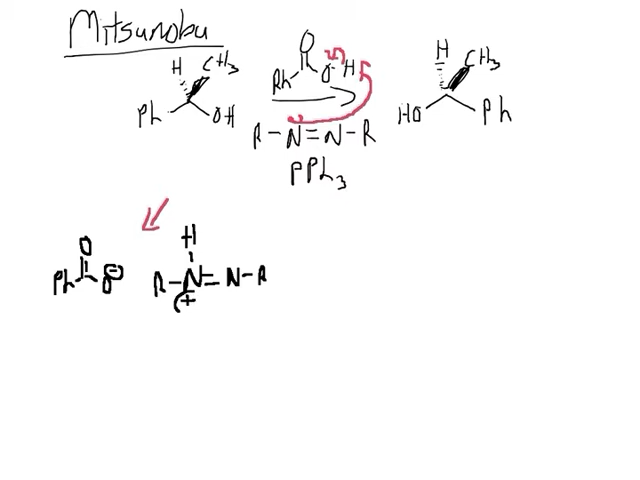 Mitsunobu
O
H CH3 Ph O H H CH3
Ph OH HO Ph
R-N=N-R
PPh3
O H
Ph O⊖ R-N=N-R
⊕